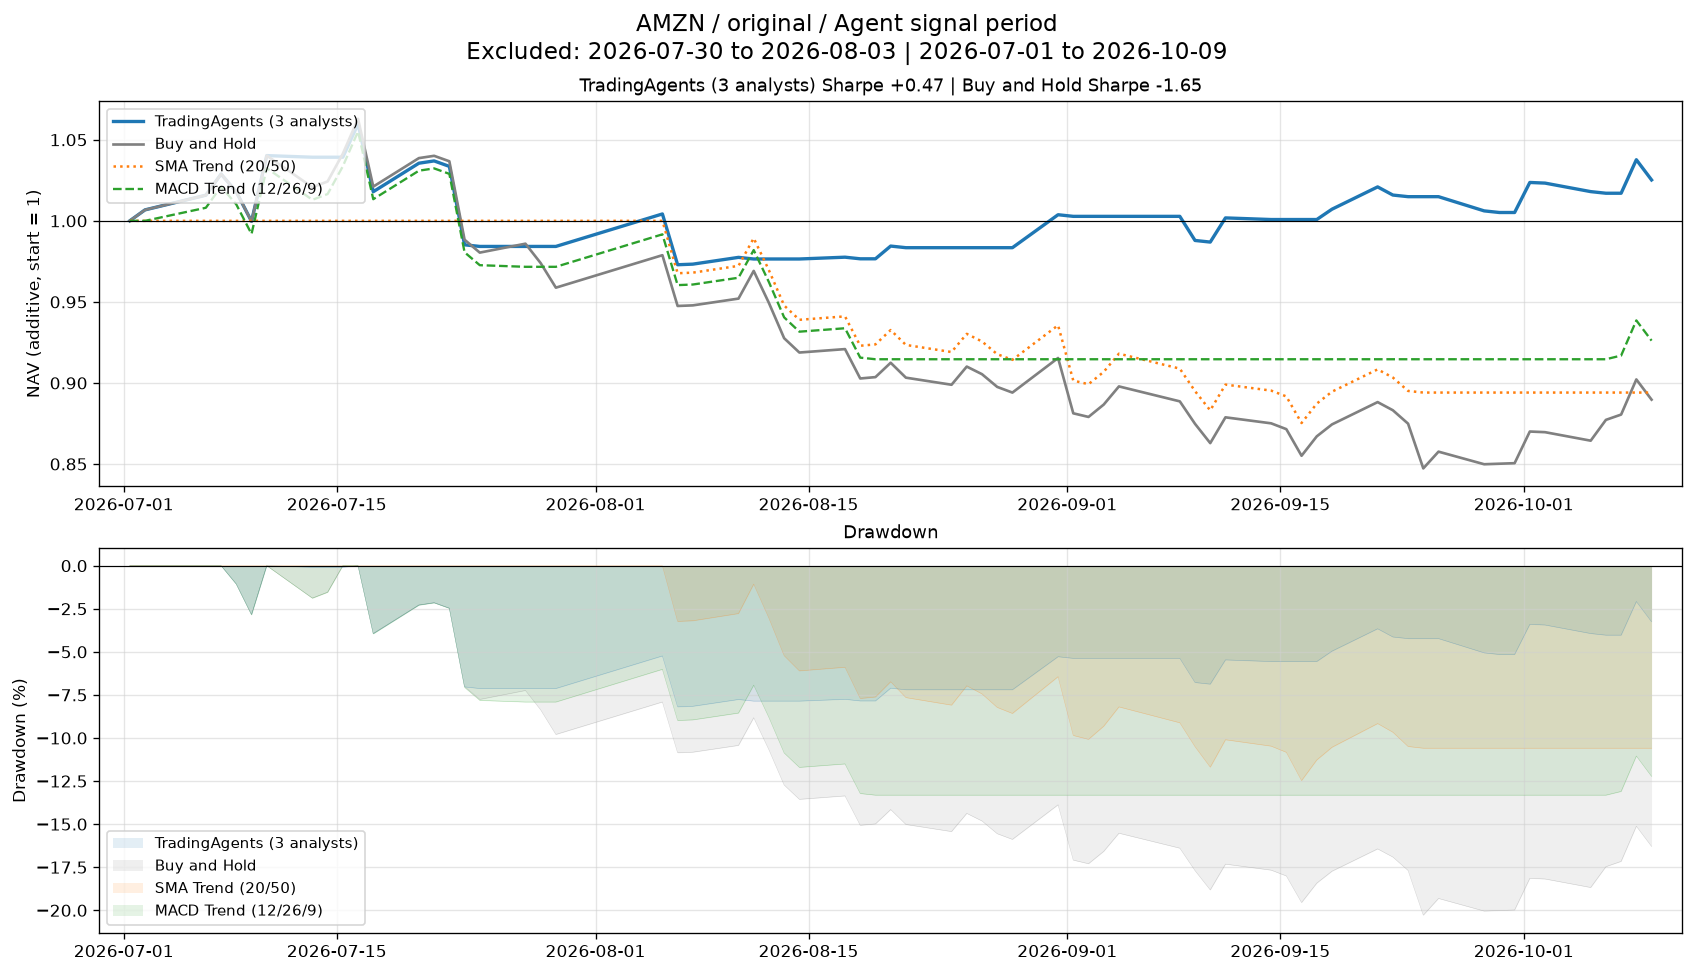 AMZN / original / Agent signal period
Excluded: 2026-07-30 to 2026-08-03 | 2026-07-01 to 2026-10-09
TradingAgents (3 analysts) Sharpe +0.47 | Buy and Hold Sharpe -1.65
TradingAgents (3 analysts)
Buy and Hold
SMA Trend (20/50)
MACD Trend (12/26/9)
NAV (additive, start = 1)
1.05
1.00
0.95
0.90
0.85
2026-07-01
2026-07-15
2026-08-01
2026-08-15
2026-09-01
2026-09-15
2026-10-01
Drawdown
Drawdown (%)
0.0
−2.5
−5.0
−7.5
−10.0
−12.5
−15.0
−17.5
−20.0
TradingAgents (3 analysts)
Buy and Hold
SMA Trend (20/50)
MACD Trend (12/26/9)
2026-07-01
2026-07-15
2026-08-01
2026-08-15
2026-09-01
2026-09-15
2026-10-01